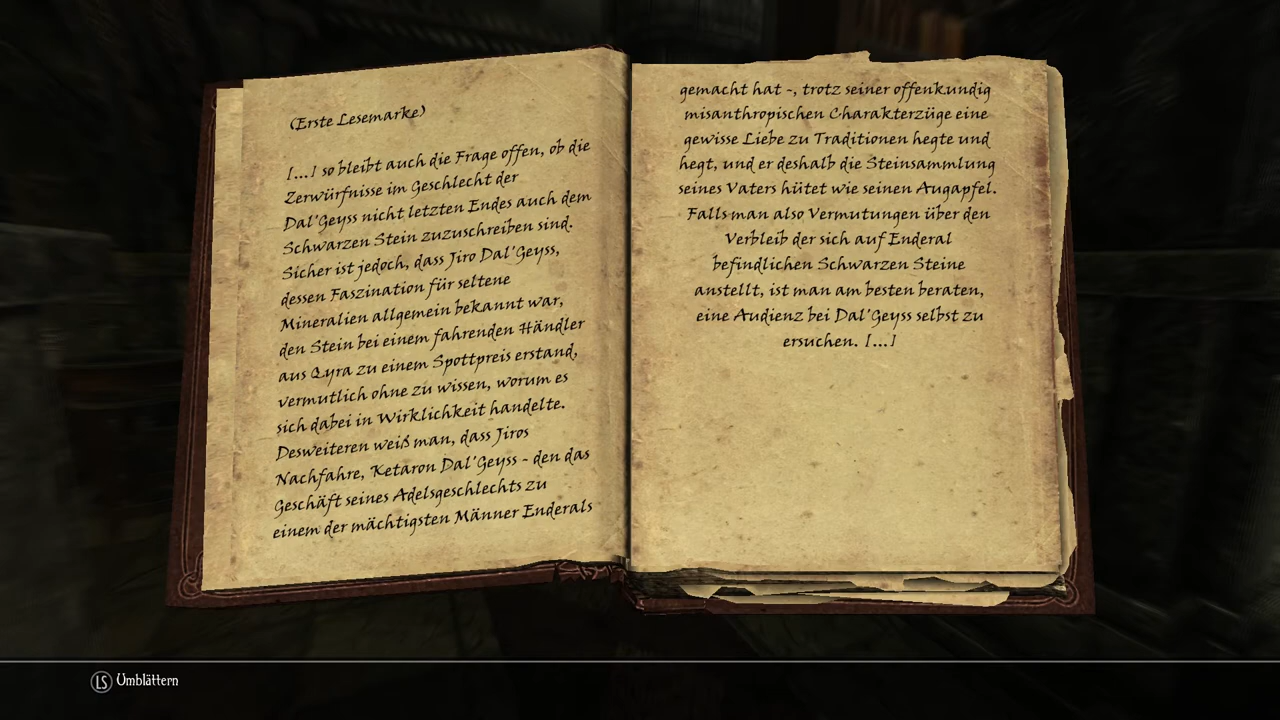 (Erste Lesemarke)
[...] so bleibt auch die Frage offen, ob die
Zerwürfnisse im Geschlecht der
Dal'Geyss nicht letzten Endes auch dem
Schwarzen Stein zuzuschreiben sind.
Sicher ist jedoch, dass Jiro Dal'Geyss,
dessen Faszination für seltene
Mineralien allgemein bekannt war,
den Stein bei einem fahrenden Händler
aus Qyra zu einem Spottpreis erstand,
vermutlich ohne zu wissen, worum es
sich dabei in Wirklichkeit handelte.
Desweiteren weiß man, dass Jiros
Nachfahre, Ketaron Dal'Geyss - den das
Geschäft seines Adelsgeschlechts zu
einem der mächtigsten Männer Enderals
gemacht hat -, trotz seiner offenkundig
misanthropischen Charakterzüge eine
gewisse Liebe zu Traditionen hegte und
hegt, und er deshalb die Steinsammlung
seines Vaters hütet wie seinen Augapfel.
Falls man also Vermutungen über den
Verbleib der sich auf Enderal
befindlichen Schwarzen Steine
anstellt, ist man am besten beraten,
eine Audienz bei Dal'Geyss selbst zu
ersuchen. [...]
LS Umblättern